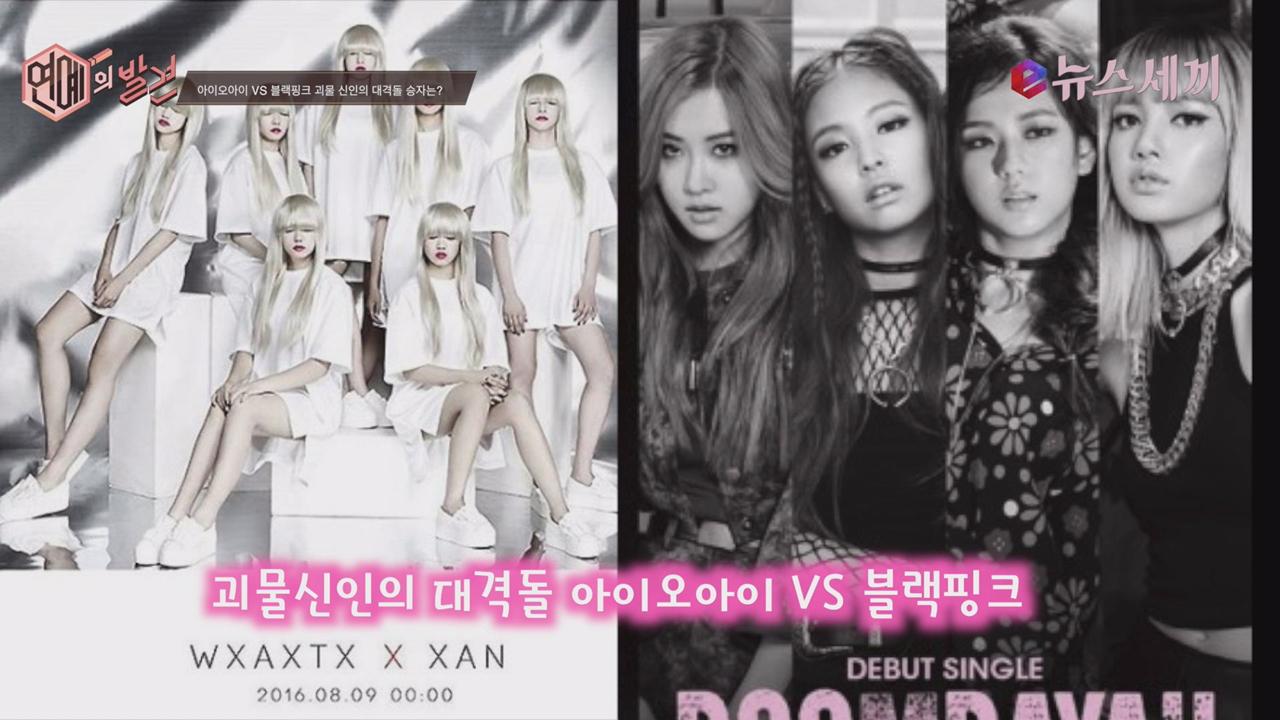 연예의 발견
아이오아이 VS 블랙핑크 괴물 신인의 대격돌 승자는?
e 뉴스 세끼
괴물신인의 대격돌 아이오아이 VS 블랙핑크
WXAXTX X XAN
2016.08.09 00:00
DEBUT SINGLE
BOOMBAYAH